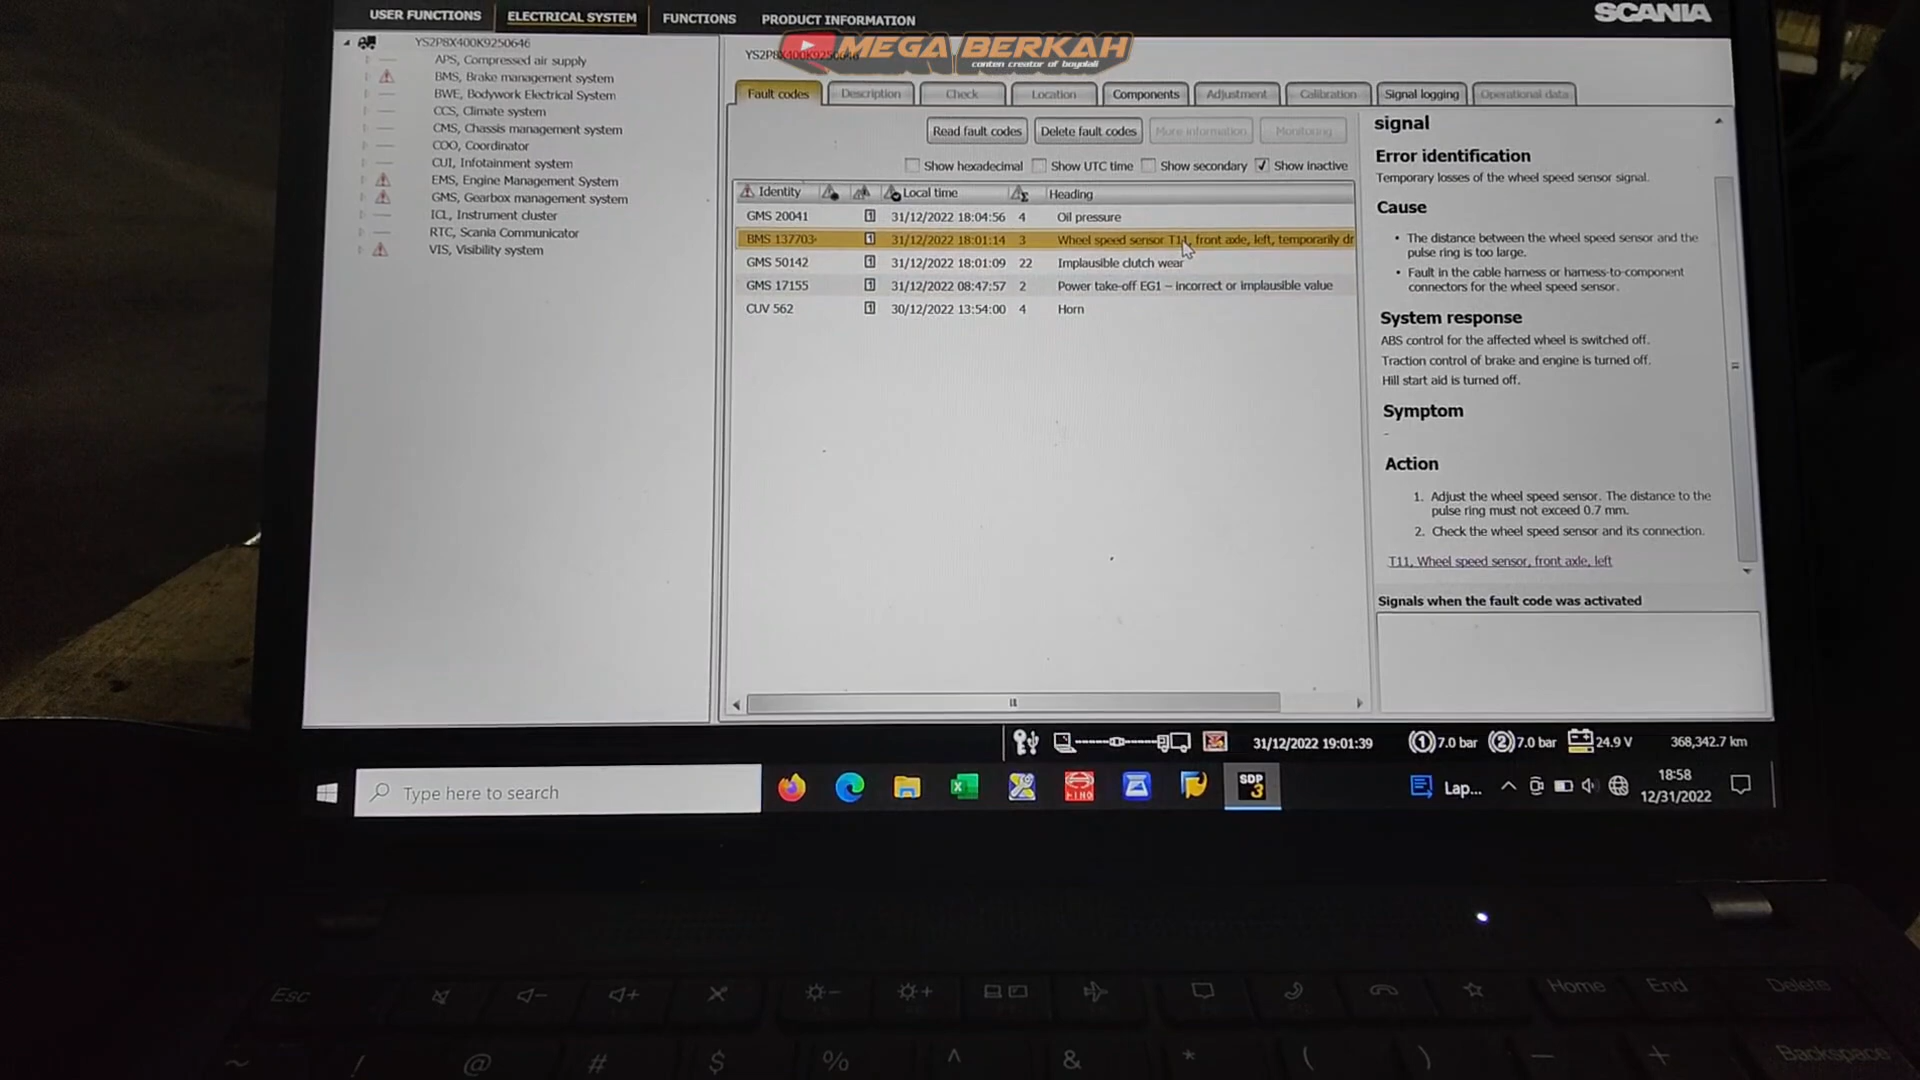 USER FUNCTIONS
ELECTRICAL SYSTEM
FUNCTIONS
PRODUCT INFORMATION
SCANIA
MEGA BERKAH
conten creator of boyolali
YS2P8X400K9250646
APS, Compressed air supply
BMS, Brake management system
BWE, Bodywork Electrical System
CCS, Climate system
CMS, Chassis management system
COO, Coordinator
CUI, Infotainment system
EMS, Engine Management System
GMS, Gearbox management system
ICL, Instrument cluster
RTC, Scania Communicator
VIS, Visibility system
YS2P8X400K9250646
Fault codes
Description
Check
Location
Components
Adjustment
Calibration
Signal logging
Operational data
Read fault codes
Delete fault codes
More information
Monitoring
Show hexadecimal
Show UTC time
Show secondary
Show inactive
Identity
Local time
Heading
GMS 20041 31/12/2022 18:04:56 4 Oil pressure
BMS 137703 31/12/2022 18:01:14 3 Wheel speed sensor T11, front axle, left, temporarily dr
GMS 50142 31/12/2022 18:01:09 22 Implausible clutch wear
GMS 17155 31/12/2022 08:47:57 2 Power take-off EG1 – incorrect or implausible value
CUV 562 30/12/2022 13:54:00 4 Horn
signal
Error identification
Temporary losses of the wheel speed sensor signal.
Cause
• The distance between the wheel speed sensor and the
pulse ring is too large.
• Fault in the cable harness or harness-to-component
connectors for the wheel speed sensor.
System response
ABS control for the affected wheel is switched off.
Traction control of brake and engine is turned off.
Hill start aid is turned off.
Symptom
-
Action
1. Adjust the wheel speed sensor. The distance to the
pulse ring must not exceed 0.7 mm.
2. Check the wheel speed sensor and its connection.
T11, Wheel speed sensor, front axle, left
Signals when the fault code was activated
31/12/2022 19:01:39
1 7.0 bar
2 7.0 bar
24.9 V
368,342.7 km
Type here to search
HINO
SDP
3
Lap...
18:58
12/31/2022
Esc
Home
End
Delete
~ ! @ # $ % ^ & * ( ) — +
Backspace